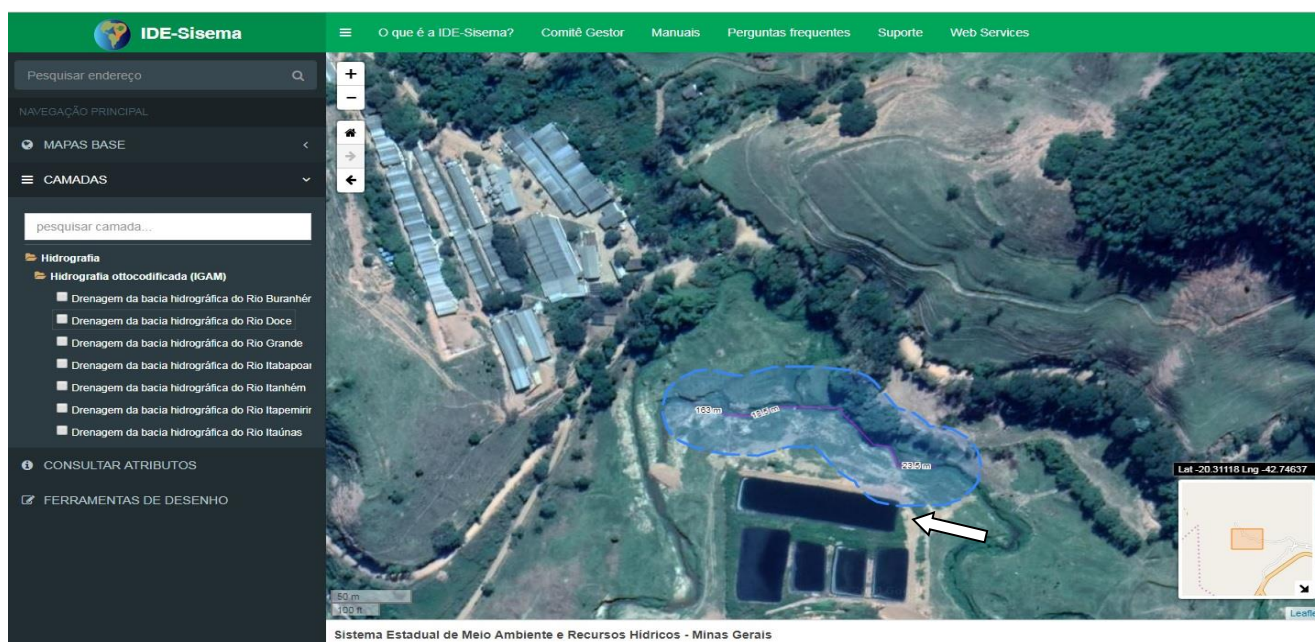 IDE-Sisema
O que é a IDE-Sisema?
Comitê Gestor
Manuais
Perguntas frequentes
Suporte
Web Services
Pesquisar endereço
NAVEGAÇÃO PRINCIPAL
MAPAS BASE
CAMADAS
pesquisar camada...
Hidrografia
Hidrografia ottocodificada (IGAM)
Drenagem da bacia hidrográfica do Rio Buranhér
Drenagem da bacia hidrográfica do Rio Doce
Drenagem da bacia hidrográfica do Rio Grande
Drenagem da bacia hidrográfica do Rio Itabapoar
Drenagem da bacia hidrográfica do Rio Itanhém
Drenagem da bacia hidrográfica do Rio Itapemirir
Drenagem da bacia hidrográfica do Rio Itaúnas
CONSULTAR ATRIBUTOS
FERRAMENTAS DE DESENHO
+
−
163 m
19.5 m
23.5 m
Lat -20.31118 Lng -42.74637
50 m
100 ft
Leafle
Sistema Estadual de Meio Ambiente e Recursos Hídricos - Minas Gerais